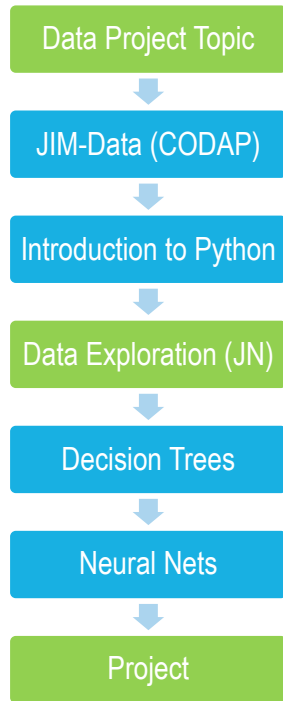 Data Project Topic
JIM-Data (CODAP)
Introduction to Python
Data Exploration (JN)
Decision Trees
Neural Nets
Project